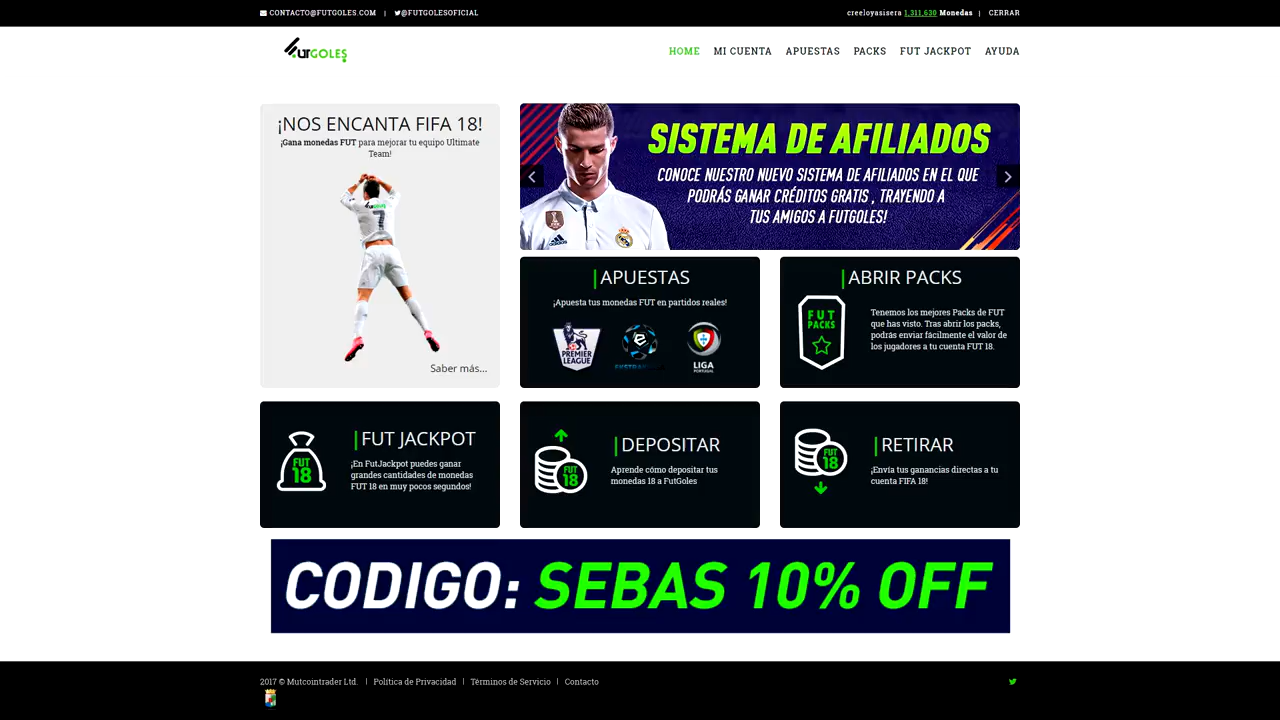 CONTACTO@FUTGOLES.COM | @FUTGOLESOFICIAL
creeloyasisera 1,311,630 Monedas | CERRAR
FUTGOLES
HOME MI CUENTA APUESTAS PACKS FUT JACKPOT AYUDA
¡NOS ENCANTA FIFA 18!
¡Gana monedas FUT para mejorar tu equipo Ultimate
Team!
7
Saber más...
SISTEMA DE AFILIADOS
CONOCE NUESTRO NUEVO SISTEMA DE AFILIADOS EN EL QUE
PODRÁS GANAR CRÉDITOS GRATIS , TRAYENDO A
TUS AMIGOS A FUTGOLES!
|APUESTAS
¡Apuesta tus monedas FUT en partidos reales!
PREMIER
LEAGUE
LIGA
PORTUGAL
|ABRIR PACKS
FUT
PACKS
Tenemos los mejores Packs de FUT
que has visto. Tras abrir los packs,
podrás enviar fácilmente el valor de
los jugadores a tu cuenta FUT 18.
FUT
18
|FUT JACKPOT
¡En FutJackpot puedes ganar
grandes cantidades de monedas
FUT 18 en muy pocos segundos!
FUT
18
|DEPOSITAR
Aprende cómo depositar tus
monedas 18 a FutGoles
FUT
18
|RETIRAR
¡Envía tus ganancias directas a tu
cuenta FIFA 18!
CODIGO: SEBAS 10% OFF
2017 © Mutcointrader Ltd. | Política de Privacidad | Términos de Servicio | Contacto